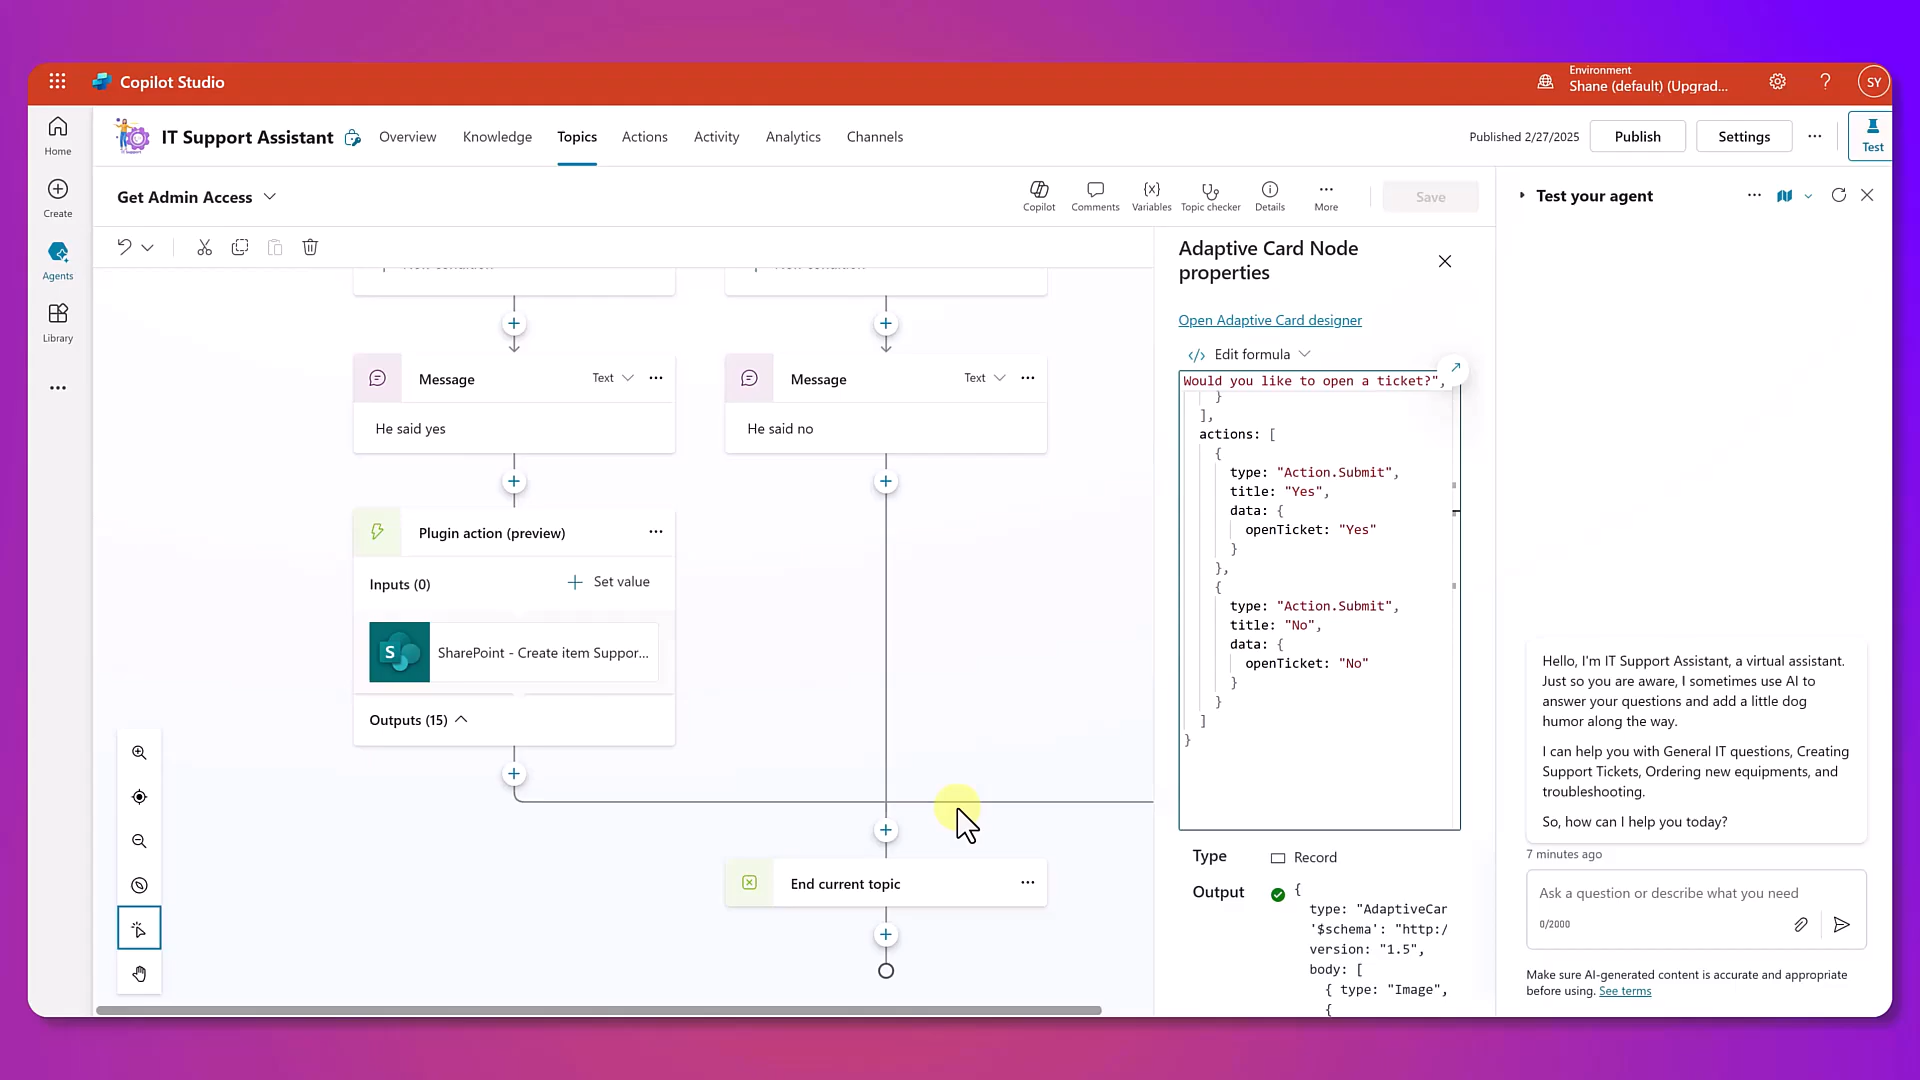 Copilot Studio
Environment
Shane (default) (Upgrad...
SY
Home
Create
Agents
Library
IT Support Assistant
Overview
Knowledge
Topics
Actions
Activity
Analytics
Channels
Published 2/27/2025
Publish
Settings
Test
Get Admin Access
Copilot
Comments
Variables
Topic checker
Details
More
Save
Message
Text
He said yes
Message
Text
He said no
Plugin action (preview)
Inputs (0)
Set value
S
SharePoint - Create item Suppor...
Outputs (15)
End current topic
Adaptive Card Node
properties
Open Adaptive Card designer
</> Edit formula
Would you like to open a ticket?",
}
],
actions: [
{
type: "Action.Submit",
title: "Yes",
data: {
openTicket: "Yes"
}
},
{
type: "Action.Submit",
title: "No",
data: {
openTicket: "No"
}
}
]
}
Type
Record
Output
{
type: "AdaptiveCar
'$schema': "http:/
version: "1.5",
body: [
{ type: "Image",
{
Test your agent
Hello, I'm IT Support Assistant, a virtual assistant.
Just so you are aware, I sometimes use AI to
answer your questions and add a little dog
humor along the way.
I can help you with General IT questions, Creating
Support Tickets, Ordering new equipments, and
troubleshooting.
So, how can I help you today?
7 minutes ago
Ask a question or describe what you need
0/2000
Make sure AI-generated content is accurate and appropriate
before using. See terms